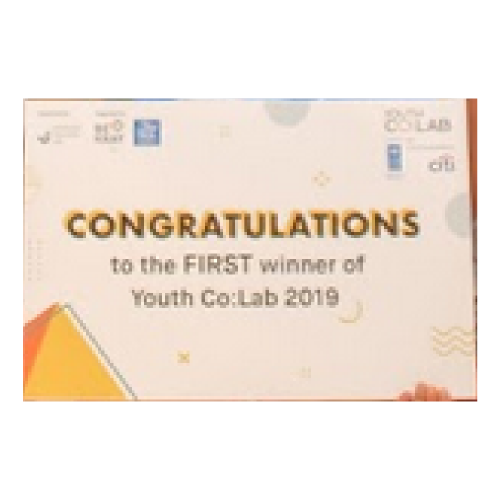 YOUTH
CO:LAB
citi
CONGRATULATIONS
to the FIRST winner of
Youth Co:Lab 2019